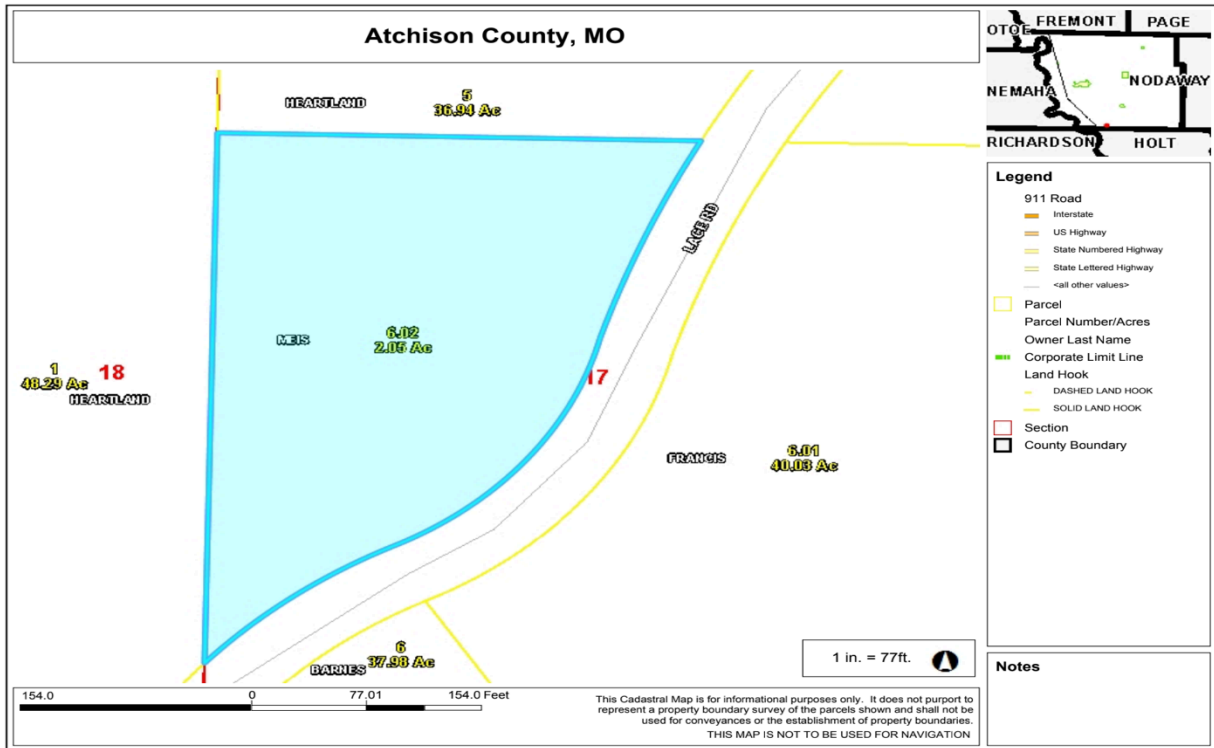 Atchison County, MO
FREMONT
PAGE
OTOE
NEMAHA
NODAWAY
RICHARDSON
HOLT
HEARTLAND
5
36.94 Ac
LACE RD
MEIS
6.02
2.05 Ac
1
48.29 Ac
18
HEARTLAND
17
FRANCIS
6.01
40.03 Ac
BARNES
6
37.98 Ac
1 in. = 77ft.
154.0 0 77.01 154.0 Feet
This Cadastral Map is for informational purposes only. It does not purport to
represent a property boundary survey of the parcels shown and shall not be
used for conveyances or the establishment of property boundaries.
THIS MAP IS NOT TO BE USED FOR NAVIGATION
Legend
911 Road
Interstate
US Highway
State Numbered Highway
State Lettered Highway
<all other values>
Parcel
Parcel Number/Acres
Owner Last Name
Corporate Limit Line
Land Hook
DASHED LAND HOOK
SOLID LAND HOOK
Section
County Boundary
Notes